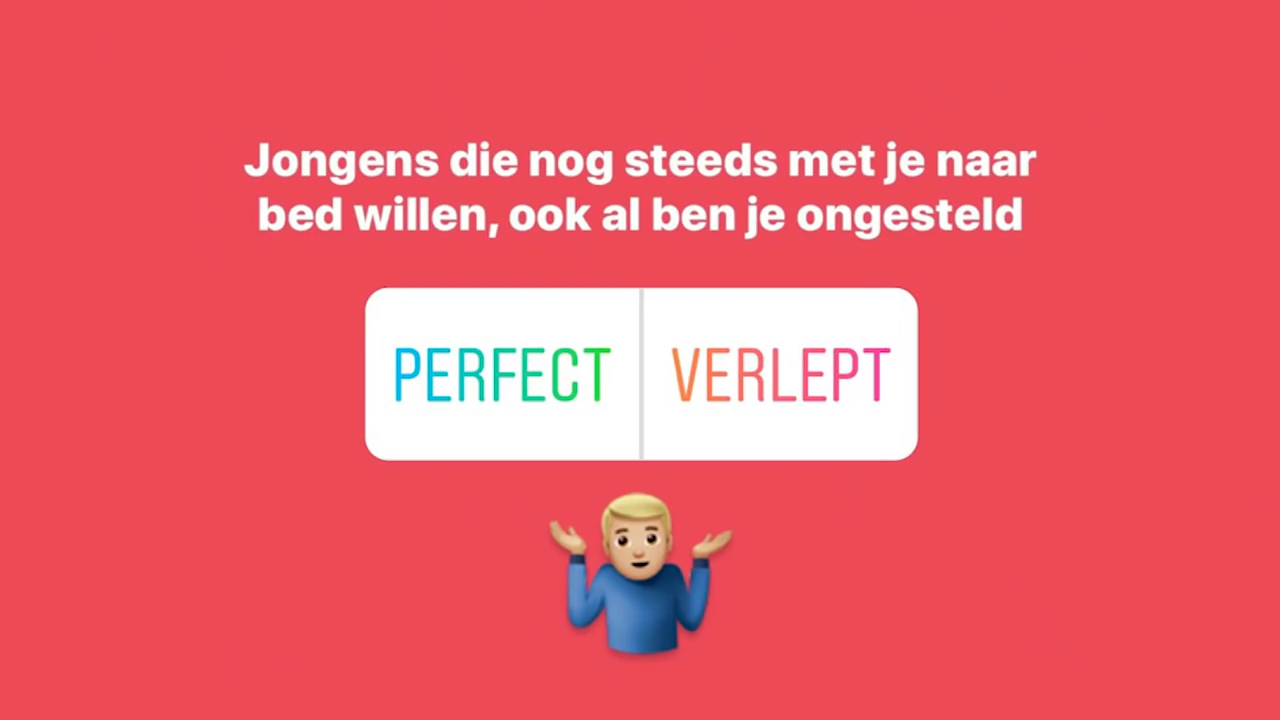 Jongens die nog steeds met je naar
bed willen, ook al ben je ongesteld
PERFECT
VERLEPT